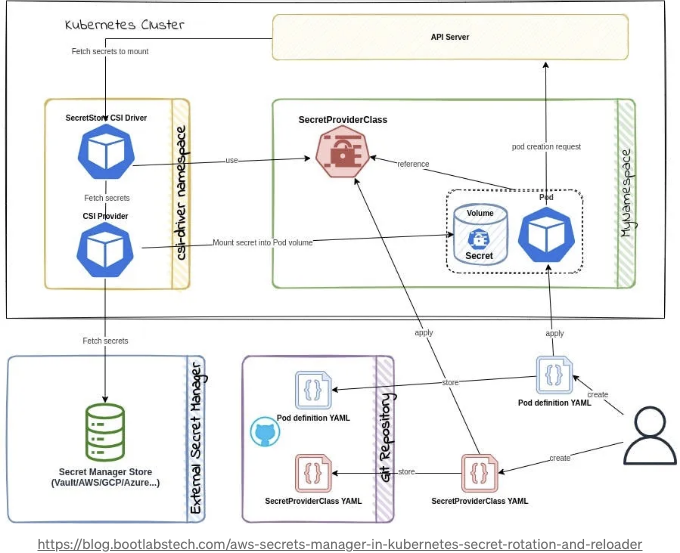 Kubernetes Cluster
API Server
Fetch secrets to mount
SecretStore CSI Driver
SecretProviderClass
pod creation request
use
reference
csi-driver namespace
MyNamespace
Fetch secrets
CSI Provider
Pod
Volume
Secret
Mount secret into Pod volume
Fetch secrets
apply
apply
External Secret Manager
Secret Manager Store
(Vault/AWS/GCP/Azure...)
Git Repository
Pod definition YAML
store
Pod definition YAML
create
SecretProviderClass YAML
store
SecretProviderClass YAML
create
https://blog.bootlabstech.com/aws-secrets-manager-in-kubernetes-secret-rotation-and-reloader